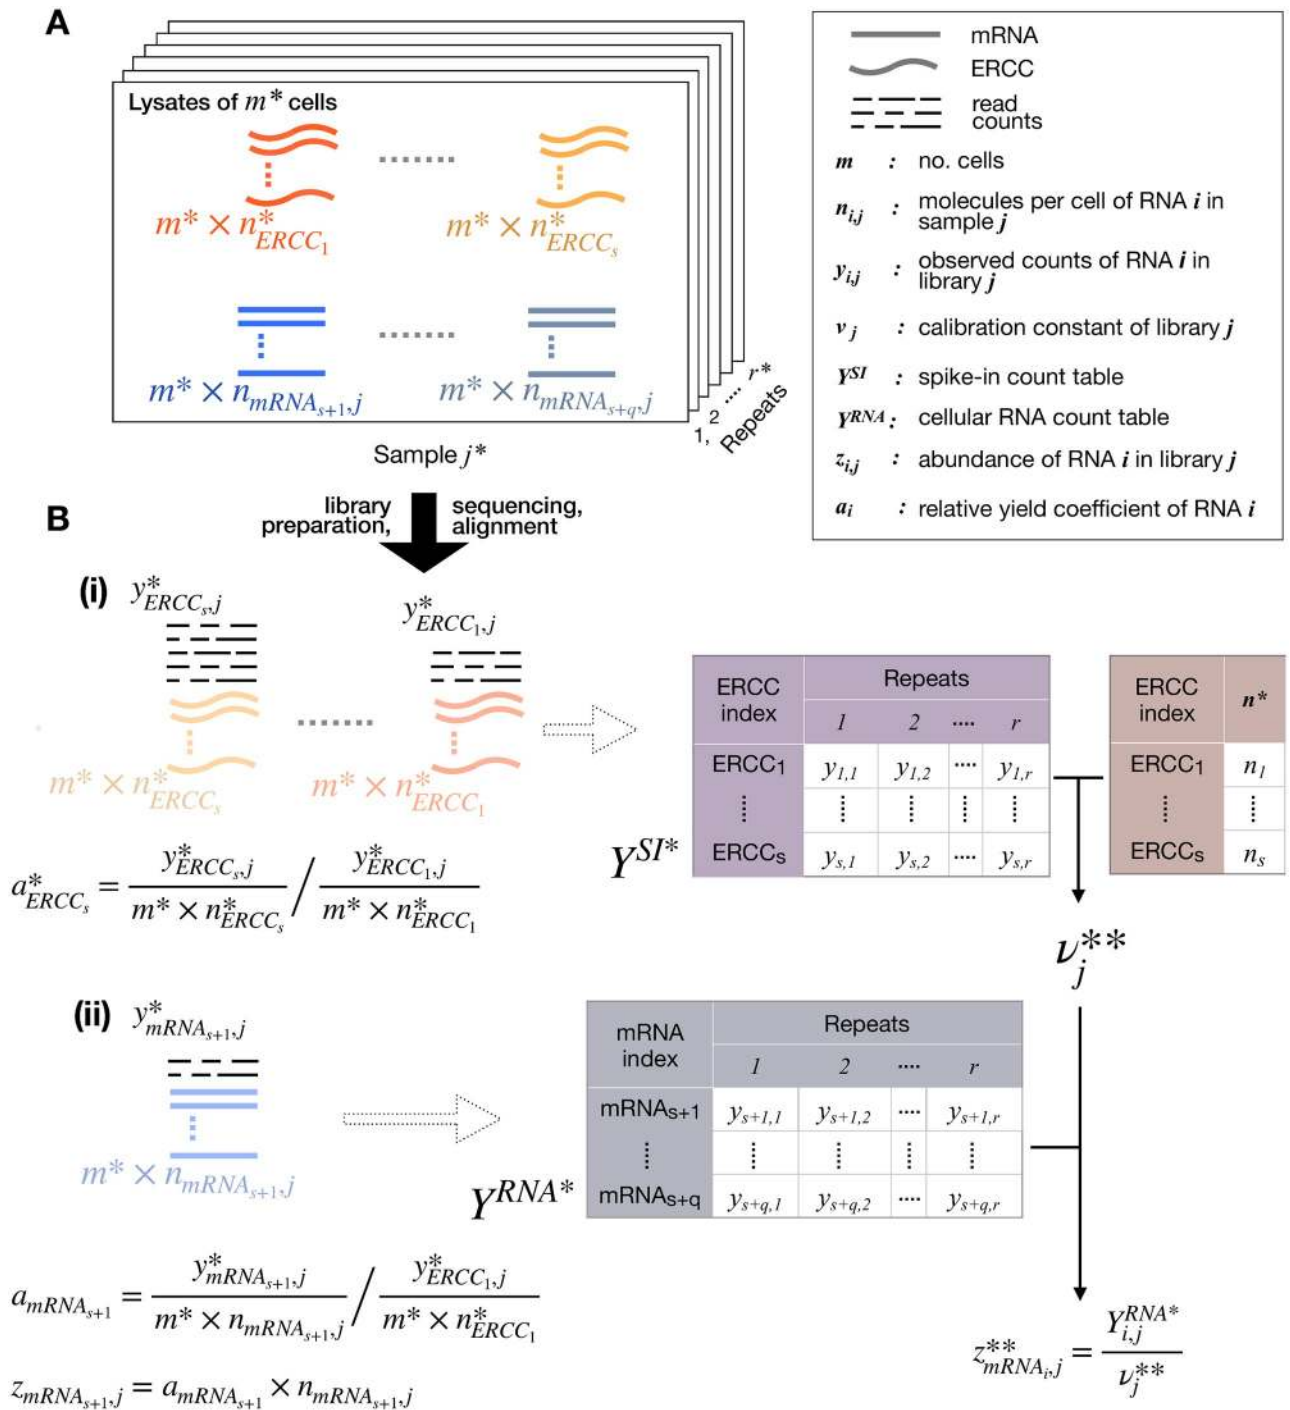 A
Lysates of m* cells
m* × n*ERCC1
m* × n*ERCCs
m* × nmRNAs+1,j
m* × nmRNAs+q,j
1, 2 .... r*
Repeats
Sample j*
mRNA
ERCC
read
counts
m : no. cells
ni,j : molecules per cell of RNA i in
sample j
yi,j : observed counts of RNA i in
library j
νj : calibration constant of library j
YSI : spike-in count table
YRNA : cellular RNA count table
zi,j : abundance of RNA i in library j
ai : relative yield coefficient of RNA i
B
library
preparation,
sequencing,
alignment
(i)
y*ERCCs,j
y*ERCC1,j
m* × n*ERCCs
m* × n*ERCC1
a*ERCCs = y*ERCCs,j / m* × n*ERCCs / y*ERCC1,j / m* × n*ERCC1
YSI*
ERCC
index
Repeats
1 2 .... r
ERCC1 y1,1 y1,2 .... y1,r
ERCCs ys,1 ys,2 .... ys,r
ERCC
index
n*
ERCC1 n1
ERCCs ns
νj**
(ii)
y*mRNAs+1,j
m* × nmRNAs+1,j
YRNA*
mRNA
index
Repeats
1 2 .... r
mRNAs+1 ys+1,1 ys+1,2 .... ys+1,r
mRNAs+q ys+q,1 ys+q,2 .... ys+q,r
amRNAs+1 = y*mRNAs+1,j / m* × nmRNAs+1,j / y*ERCC1,j / m* × n*ERCC1
zmRNAs+1,j = amRNAs+1 × nmRNAs+1,j
z**mRNAi,j = Yi,jRNA* / νj**